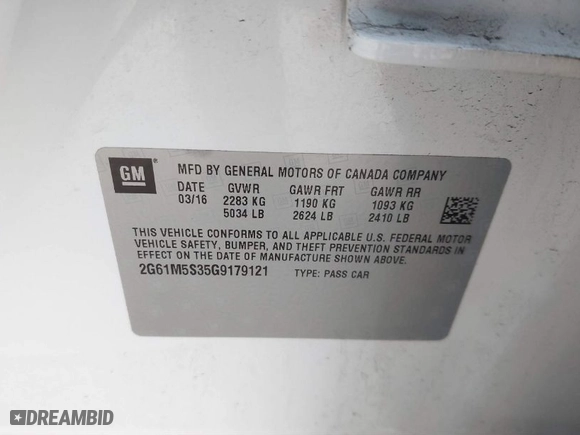 GM
MFD BY GENERAL MOTORS OF CANADA COMPANY
DATE GVWR GAWR FRT GAWR RR
03/16 2283 KG 1190 KG 1093 KG
5034 LB 2624 LB 2410 LB
THIS VEHICLE CONFORMS TO ALL APPLICABLE U.S. FEDERAL MOTOR
VEHICLE SAFETY, BUMPER, AND THEFT PREVENTION STANDARDS IN
EFFECT ON THE DATE OF MANUFACTURE SHOWN ABOVE.
2G61M5S35G9179121 TYPE: PASS CAR
DREAMBID